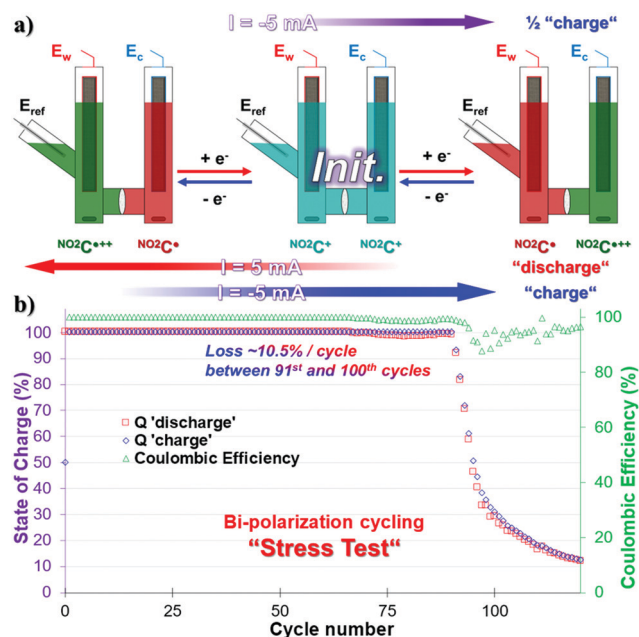 a)
I = -5 mA
½ "charge"
Ew Ec Ew Ec Ew Ec
Eref Eref Eref
Init.
+ e- + e-
- e- - e-
NO2C•++ NO2C• NO2C+ NO2C+ NO2C• NO2C•++
I = 5 mA
"discharge"
I = -5 mA
"charge"
b)
State of Charge (%)
100
90
80
70
60
50
40
30
20
10
0
Loss ~10.5% / cycle
between 91st and 100th cycles
Q 'discharge'
Q 'charge'
Coulombic Efficiency
Bi-polarization cycling
"Stress Test"
100
80
60
40
20
0
Coulombic Efficiency (%)
0 25 50 75 100
Cycle number